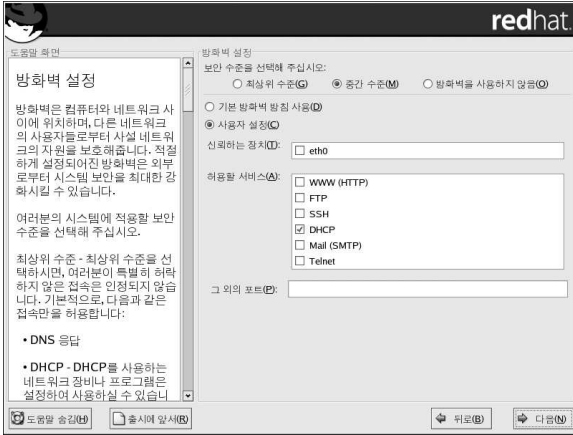 redhat.
도움말 화면
방화벽 설정
방화벽은 컴퓨터와 네트워크 사
이에 위치하며, 다른 네트워크
의 사용자들로부터 사설 네트워
크의 자원을 보호해줍니다. 적절
하게 설정되어진 방화벽은 외부
로부터 시스템 보안을 최대한 강
화시킬 수 있습니다.
여러분의 시스템에 적용할 보안
수준을 선택해 주십시오.
최상위 수준 - 최상위 수준을 선
택하시면, 여러분이 특별히 허락
하지 않은 접속은 인정되지 않습
니다. 기본적으로, 다음과 같은
접속만을 허용합니다:
• DNS 응답
• DHCP - DHCP를 사용하는
네트워크 장비나 프로그램은
설정하여 사용하실 수 있습니
방화벽 설정
보안 수준을 선택해 주십시오:
최상위 수준(G) 중간 수준(M) 방화벽을 사용하지 않음(O)
기본 방화벽 방침 사용(D)
사용자 설정(C)
신뢰하는 장치(T): eth0
허용할 서비스(A): WWW (HTTP)
FTP
SSH
DHCP
Mail (SMTP)
Telnet
그 외의 포트(P):
도움말 숨김(H) 출시에 앞서(R) 뒤로(B) 다음(N)